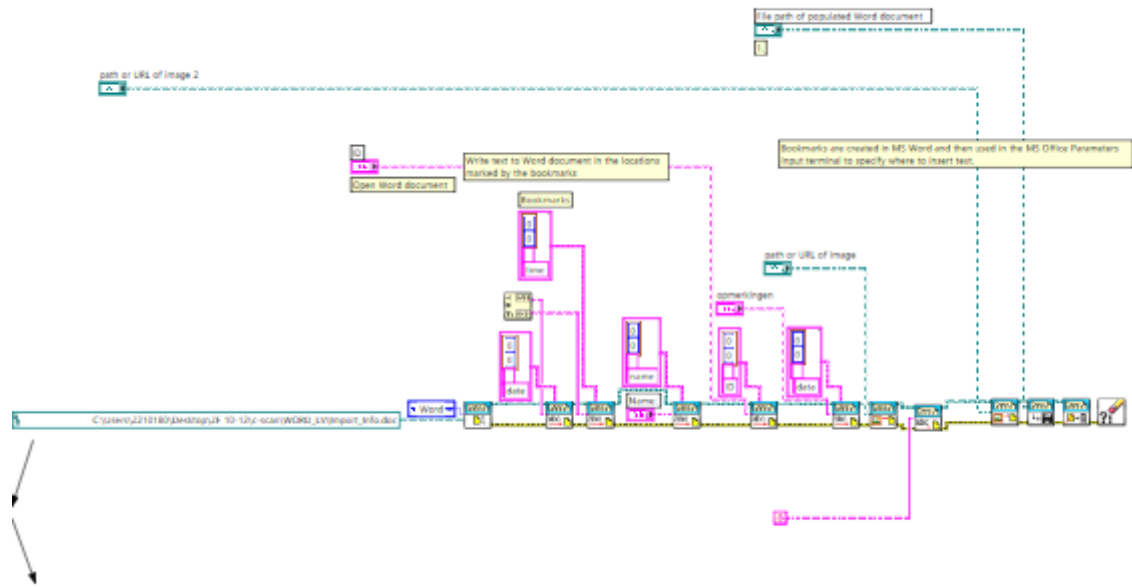 File path of populated Word document
path or URL of image 2
ID
Open Word document
Write text to Word document in the locations
marked by the bookmarks
Bookmarks are created in MS Word and then used in the MS Office Parameters
Input terminal to specify where to insert text.
Bookmarks
time
path or URL of image
opmerkingen
date
name
Name
ID
date
Word